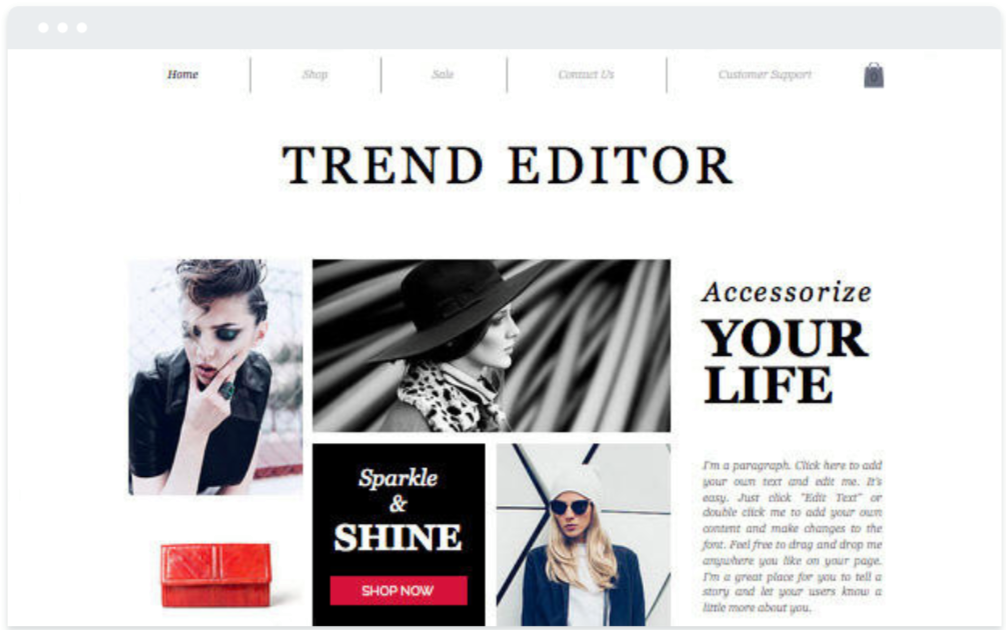 Home
Shop
Sale
Contact Us
Customer Support
0
TREND EDITOR
Accessorize
YOUR
LIFE
Sparkle
&
SHINE
SHOP NOW
I'm a paragraph. Click here to add
your own text and edit me. It's
easy. Just click "Edit Text" or
double click me to add your own
content and make changes to the
font. Feel free to drag and drop me
anywhere you like on your page.
I'm a great place for you to tell a
story and let your users know a
little more about you.